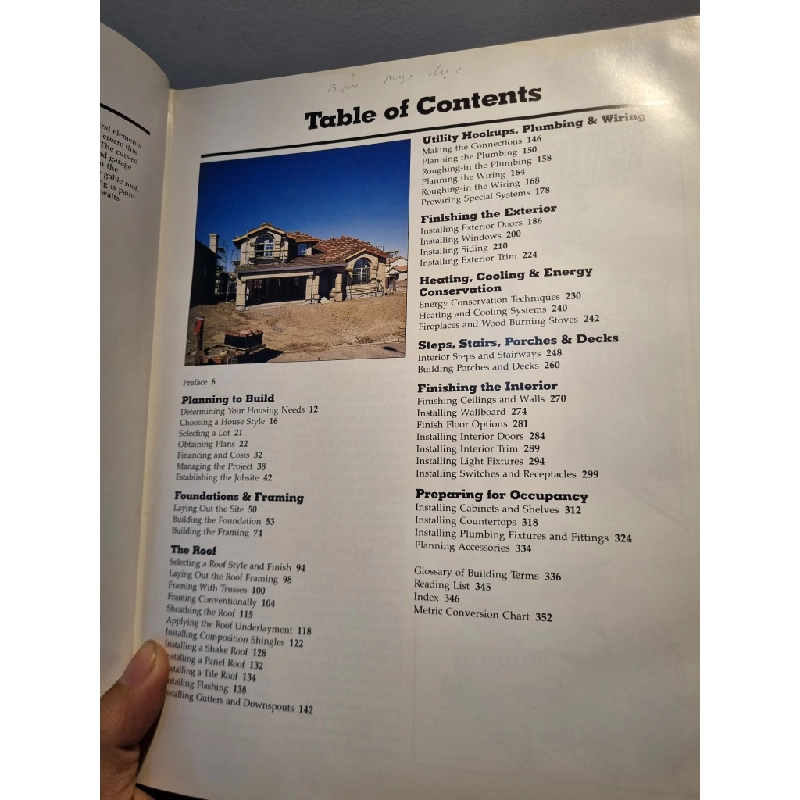 Table of Contents
Preface 8
Planning to Build
Determining Your Housing Needs 12
Choosing a House Style 16
Selecting a Lot 21
Obtaining Plans 22
Financing and Costs 32
Managing the Project 38
Establishing the Jobsite 42
Foundations & Framing
Laying Out the Site 50
Building the Foundation 53
Building the Framing 74
The Roof
Selecting a Roof Style and Finish 94
Laying Out the Roof Framing 98
Framing With Trusses 100
Framing Conventionally 104
Sheathing the Roof 115
Applying the Roof Underlayment 118
Installing Composition Shingles 122
Installing a Shake Roof 128
stalling a Panel Roof 132
stalling a Tile Roof 134
stalling Flashing 138
stalling Gutters and Downspouts 142
Utility Hookups, Plumbing & Wiring
Making the Connections 146
Planning the Plumbing 150
Roughing-in the Plumbing 158
Planning the Wiring 164
Roughing-in the Wiring 168
Prewiring Special Systems 178
Finishing the Exterior
Installing Exterior Doors 186
Installing Windows 200
Installing Siding 210
Installing Exterior Trim 224
Heating, Cooling & Energy
Conservation
Energy Conservation Techniques 230
Heating and Cooling Systems 240
Fireplaces and Wood Burning Stoves 242
Steps, Stairs, Porches & Decks
Interior Steps and Stairways 248
Building Porches and Decks 260
Finishing the Interior
Finishing Ceilings and Walls 270
Installing Wallboard 274
Finish Floor Options 281
Installing Interior Doors 284
Installing Interior Trim 289
Installing Light Fixtures 294
Installing Switches and Receptacles 299
Preparing for Occupancy
Installing Cabinets and Shelves 312
Installing Countertops 318
Installing Plumbing Fixtures and Fittings 324
Planning Accessories 334
Glossary of Building Terms 336
Reading List 345
Index 346
Metric Conversion Chart 352